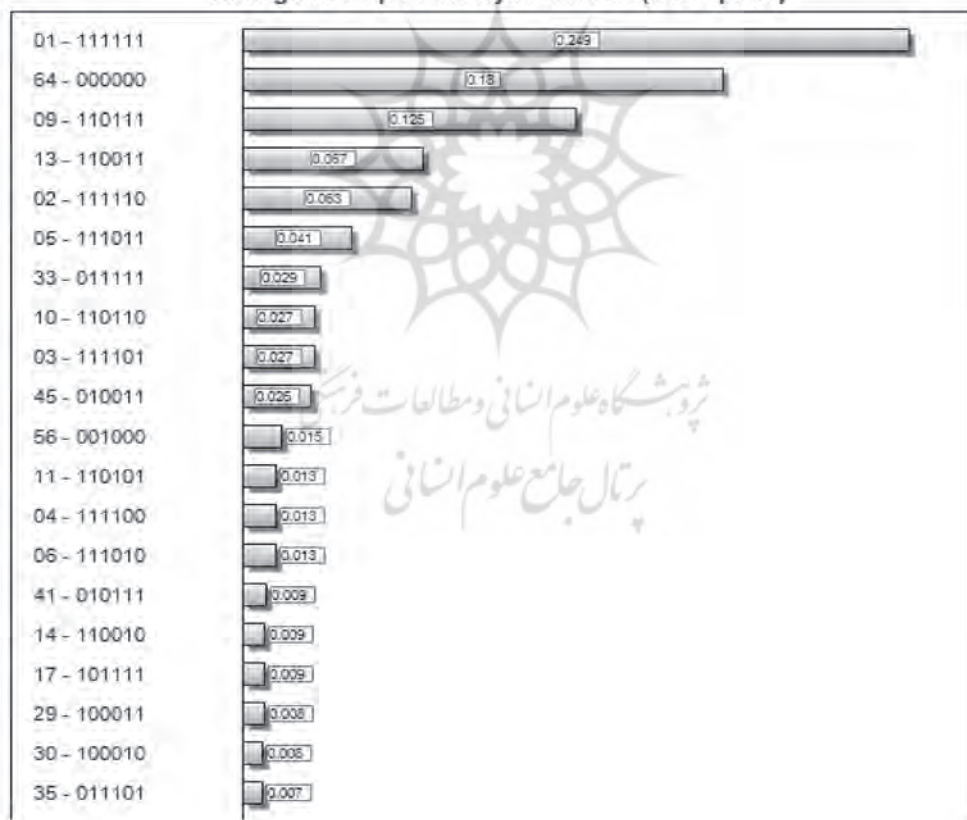 01 - 111111 0.249
64 - 000000 0.18
09 - 110111 0.125
13 - 110011 0.067
02 - 111110 0.063
05 - 111011 0.041
33 - 011111 0.029
10 - 110110 0.027
03 - 111101 0.027
45 - 010011
56 - 001000 0.015
11 - 110101 0.013
04 - 111100 0.013
06 - 111010 0.013
41 - 010111 0.009
14 - 110010 0.009
17 - 101111 0.009
29 - 100011 0.008
30 - 100010 0.008
35 - 011101 0.007
پژوهشگاه علوم انسانی و مطالعات فرهنگی
پرتال جامع علوم انسانی